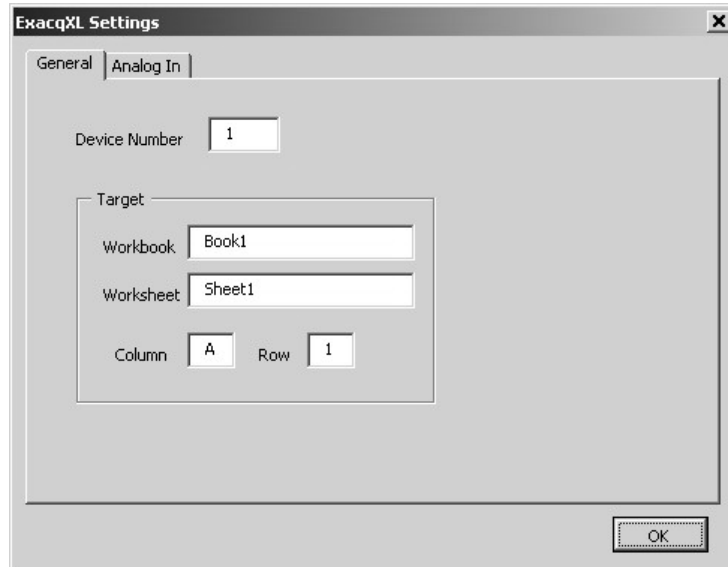 ExacqXL Settings
General Analog In
Device Number 1
Target
Workbook Book1
Worksheet Sheet1
Column A Row 1
OK